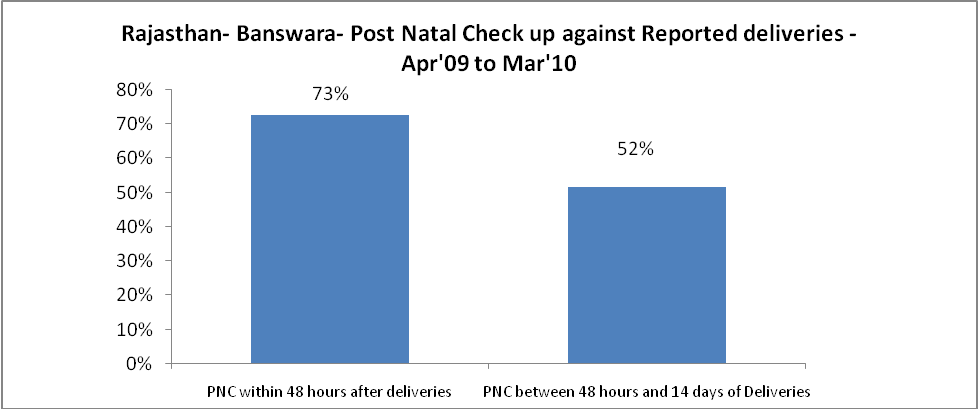 Rajasthan- Banswara- Post Natal Check up against Reported deliveries -
Apr'09 to Mar'10
80%
70%
60%
50%
40%
30%
20%
10%
0%
73%
52%
PNC within 48 hours after deliveries
PNC between 48 hours and 14 days of Deliveries